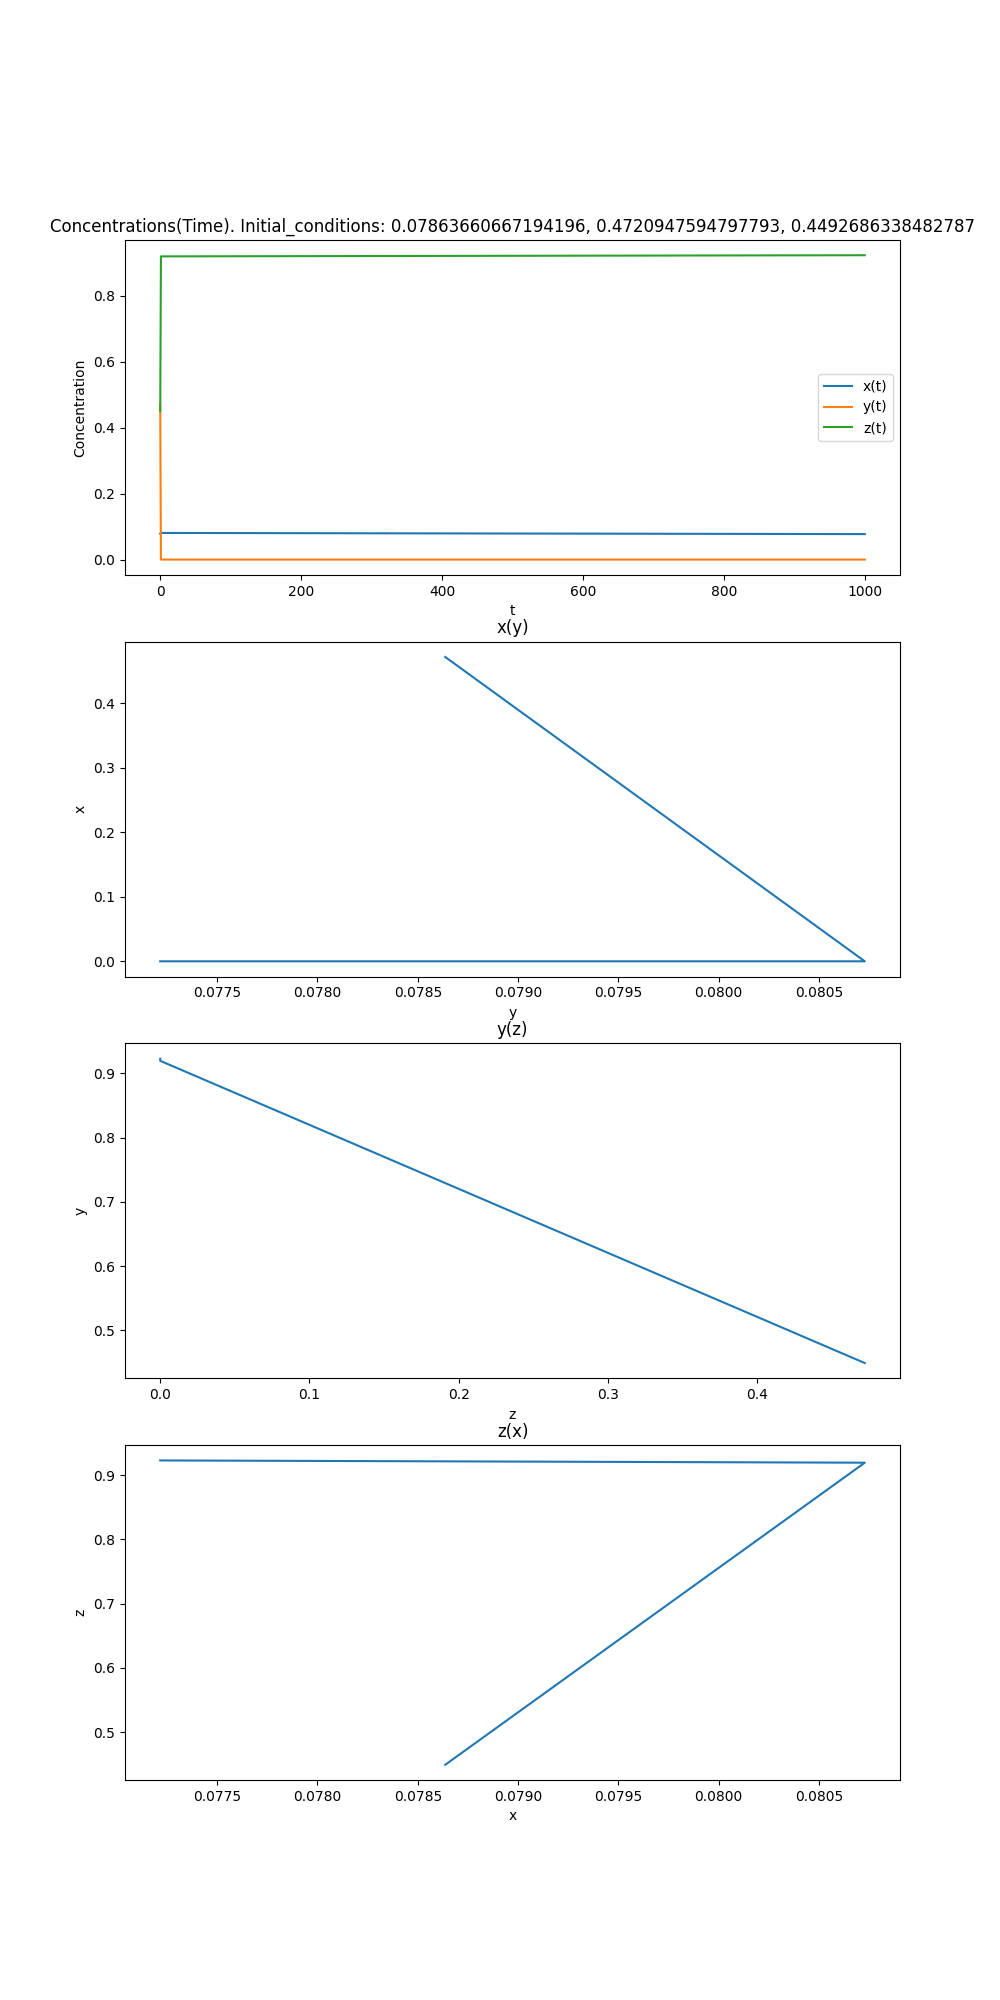 Concentrations(Time). Initial_conditions: 0.07863660667194196, 0.4720947594797793, 0.4492686338482787
0.8
0.6
0.4
0.2
0.0
Concentration
x(t)
y(t)
z(t)
0 200 400 600 800 1000
t
x(y)
0.4
0.3
0.2
0.1
0.0
x
0.0775 0.0780 0.0785 0.0790 0.0795 0.0800 0.0805
y
y(z)
0.9
0.8
0.7
0.6
0.5
y
0.0 0.1 0.2 0.3 0.4
z
z(x)
0.9
0.8
0.7
0.6
0.5
z
0.0775 0.0780 0.0785 0.0790 0.0795 0.0800 0.0805
x